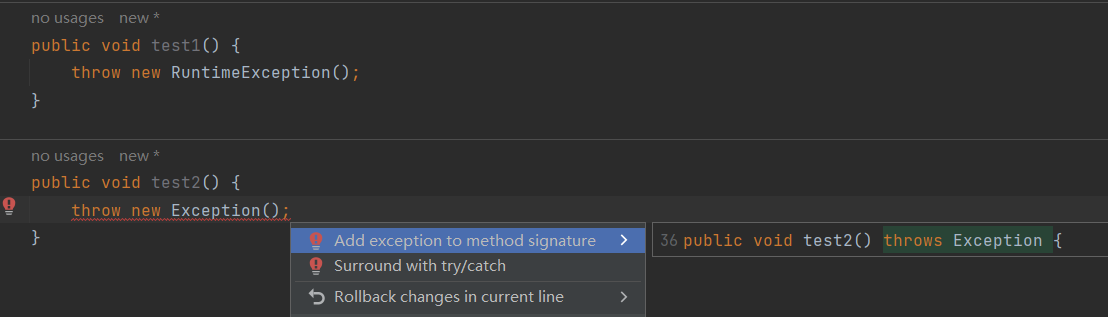 no usages new *
public void test1() {
throw new RuntimeException();
}
no usages new *
public void test2() {
throw new Exception();
}
Add exception to method signature
36 public void test2() throws Exception {
Surround with try/catch
Rollback changes in current line